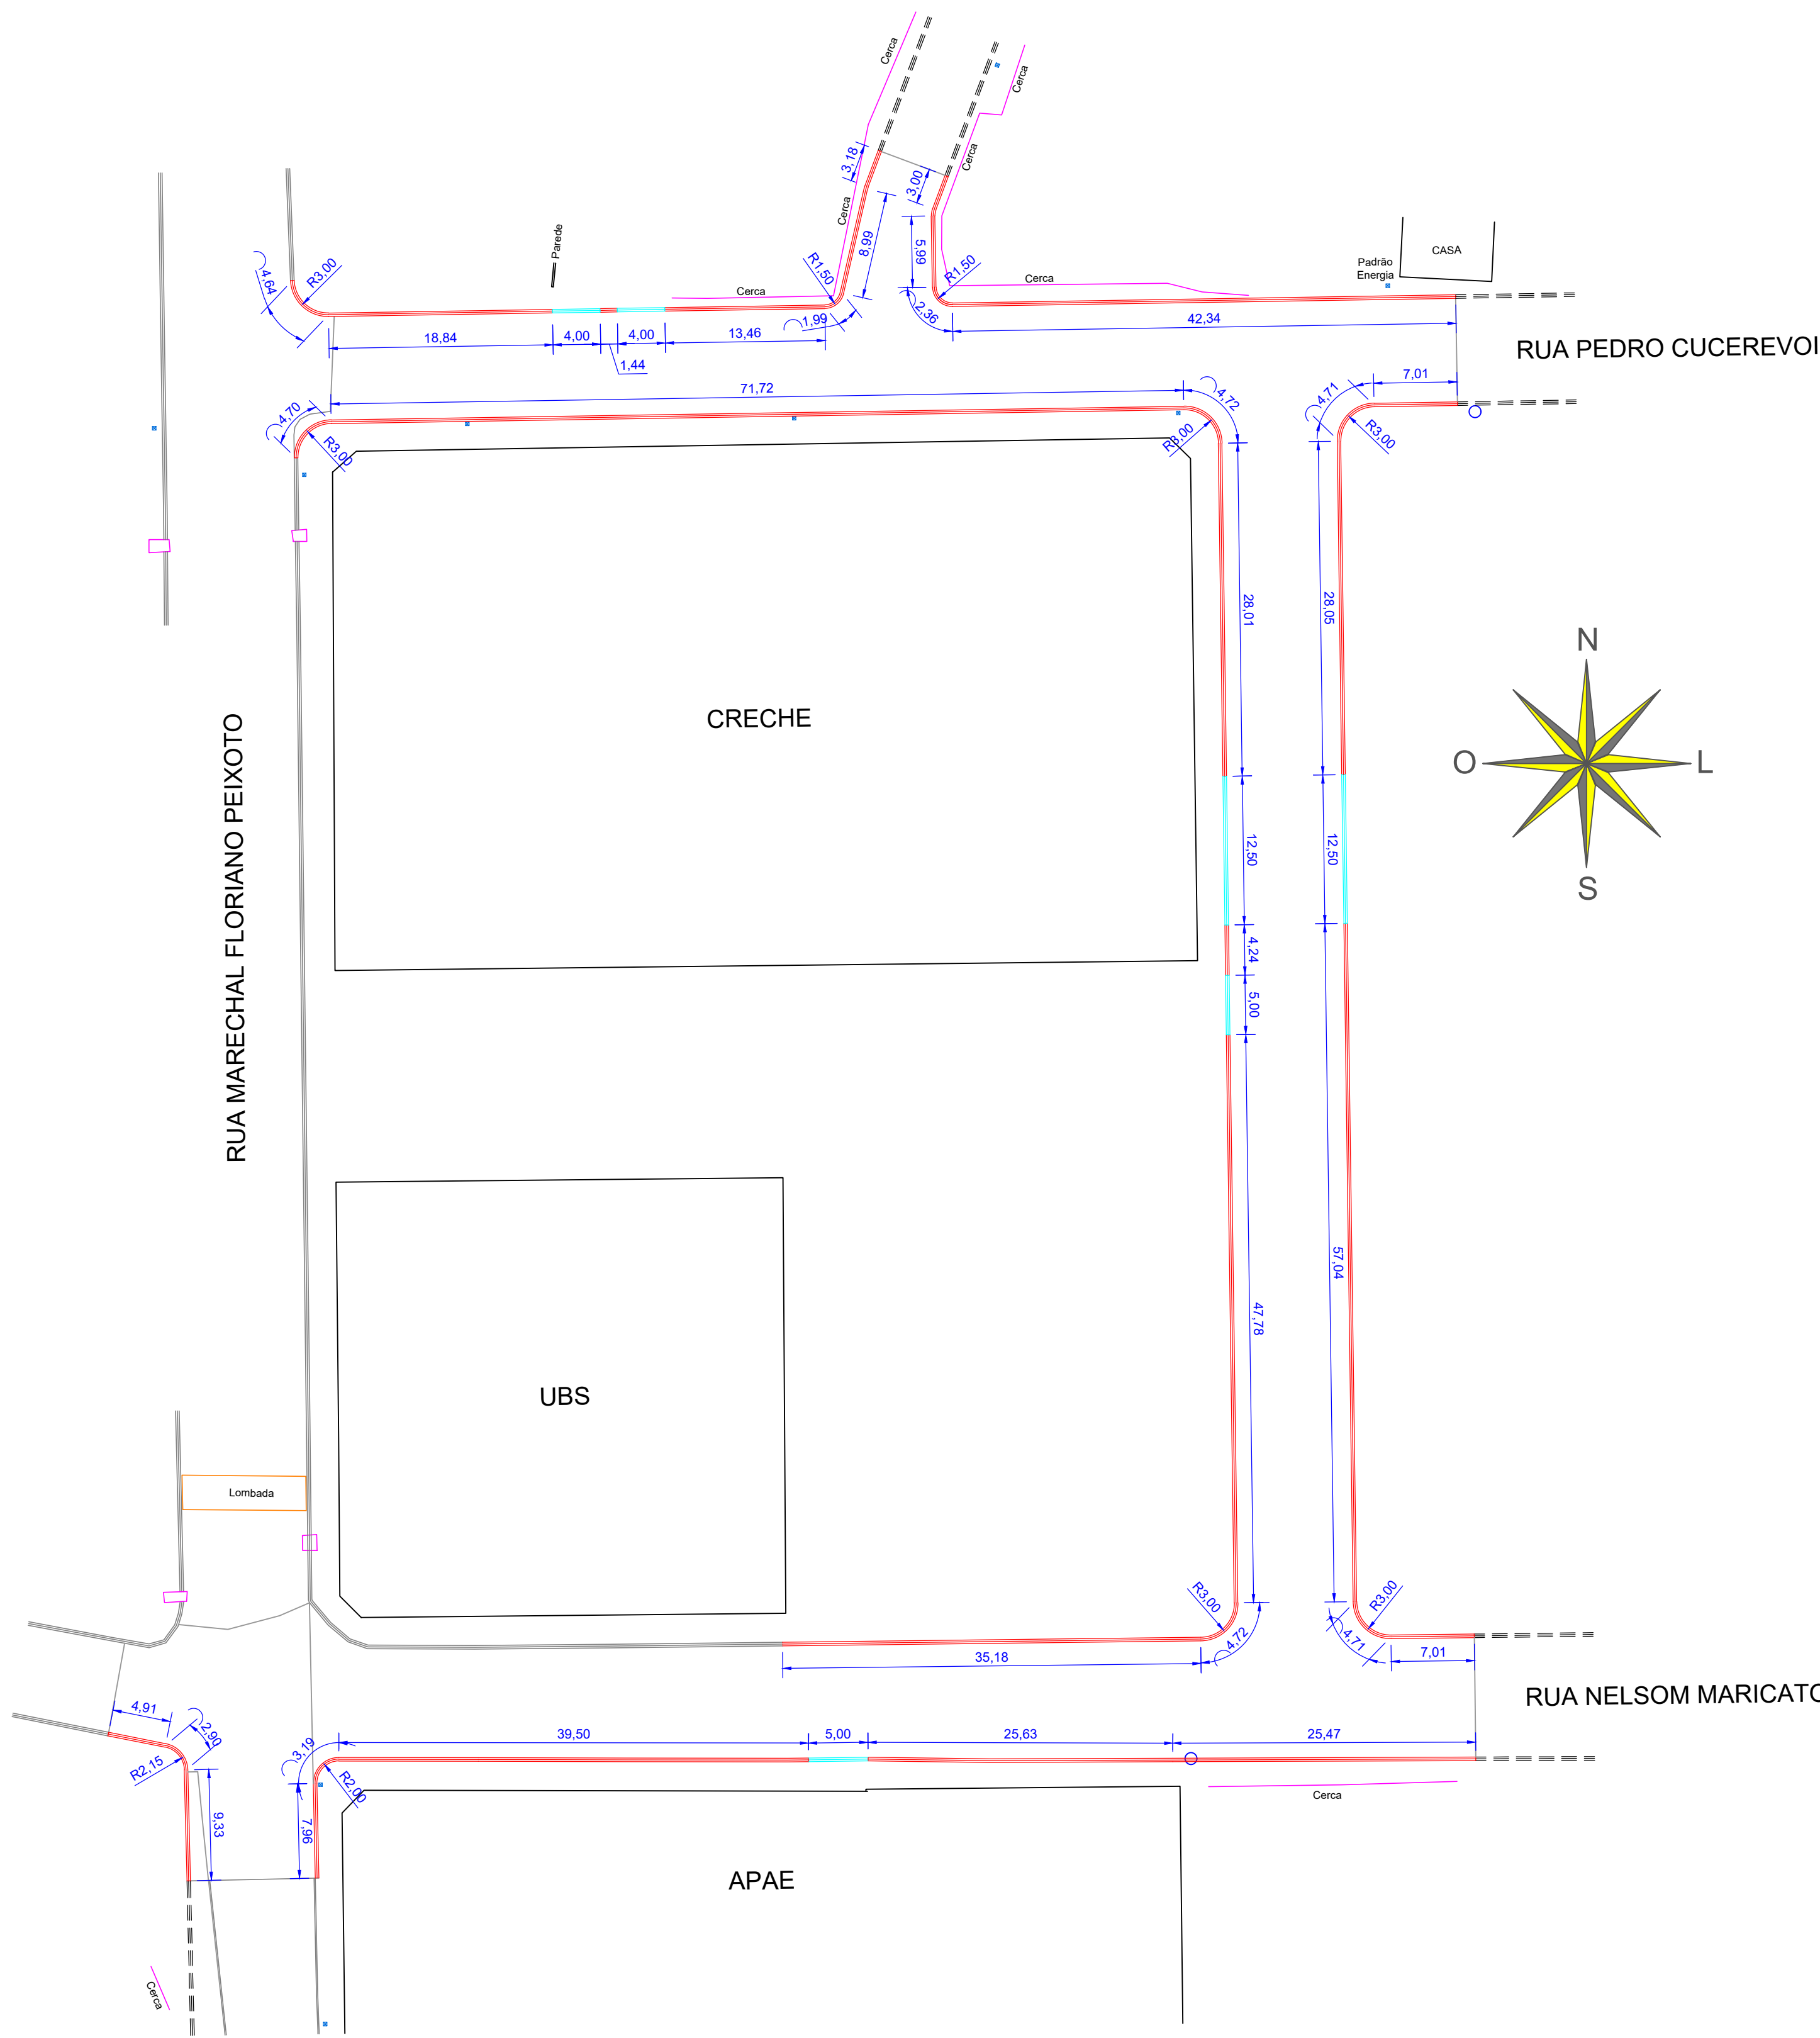 Cerca
Cerca
3,18
Cerca
3,00
Cerca
Parede
8,99
5,99
CASA
Padrão
Energia
4,64
R3,00
R1,50
R1,50
Cerca
Cerca
1,99
2,36
18,84
4,00
4,00
13,46
1,44
42,34
RUA PEDRO CUCEREVOI
71,72
4,70
R3,00
4,72
R3,00
4,71
7,01
R3,00
28,01
28,05
N
CRECHE
O
L
RUA MARECHAL FLORIANO PEIXOTO
12,50
12,50
S
4,24
5,00
57,04
47,78
UBS
Lombada
R3,00
4,72
R3,00
4,71
35,18
7,01
RUA NELSOM MARICATO
4,91
2,90
R2,15
3,19
39,50
5,00
25,63
25,47
R2,00
9,33
7,96
Cerca
APAE
Cerca